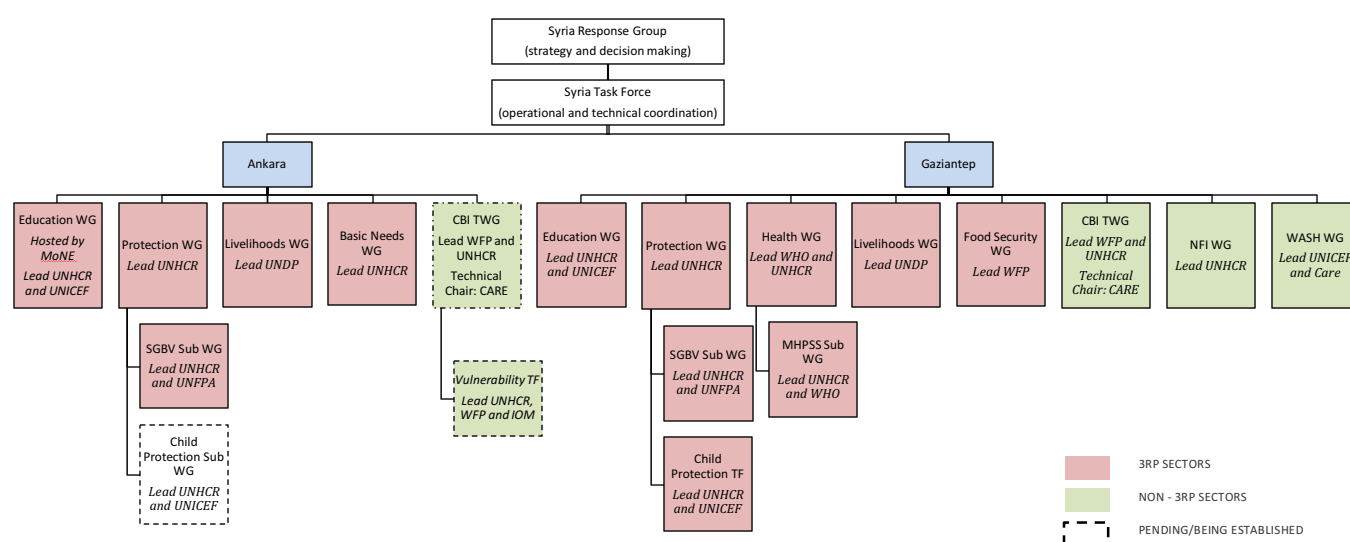 Syria Response Group
(strategy and decision making)
Syria Task Force
(operational and technical coordination)
Ankara
Gaziantep
Education WG
Hosted by
MoNE
Lead UNHCR
and UNICEF
Protection WG
Lead UNHCR
Livelihoods WG
Lead UNDP
Basic Needs
WG
Lead UNHCR
CBI TWG
Lead WFP and
UNHCR
Technical
Chair: CARE
Education WG
Lead UNHCR
and UNICEF
Protection WG
Lead UNHCR
Health WG
Lead WHO and
UNHCR
Livelihoods WG
Lead UNDP
Food Security
WG
Lead WFP
CBI TWG
Lead WFP and
UNHCR
Technical
Chair: CARE
NFI WG
Lead UNHCR
WASH WG
Lead UNICEF
and Care
SGBV Sub WG
Lead UNHCR
and UNFPA
Child
Protection Sub
WG
Lead UNHCR
and UNICEF
Vulnerability TF
Lead UNHCR,
WFP and IOM
SGBV Sub WG
Lead UNHCR
and UNFPA
MHPSS Sub
WG
Lead UNHCR
and WHO
Child
Protection TF
Lead UNHCR
and UNICEF
3RP SECTORS
NON - 3RP SECTORS
PENDING/BEING ESTABLISHED